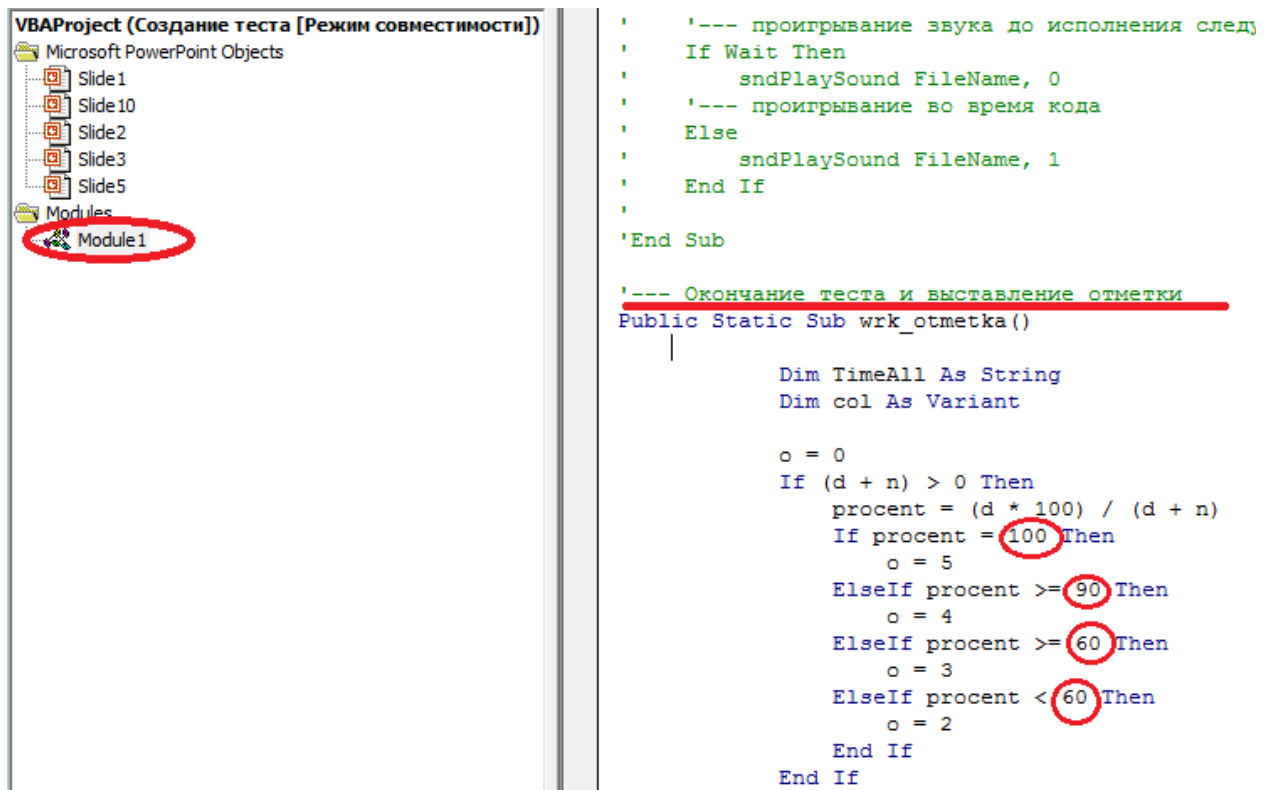 VBAProject (Создание теста [Режим совместимости])
Microsoft PowerPoint Objects
Slide1
Slide10
Slide2
Slide3
Slide5
Modules
Module1
' '--- проигрывание звука до исполнения следу
' If Wait Then
' sndPlaySound FileName, 0
' '--- проигрывание во время кода
' Else
' sndPlaySound FileName, 1
' End If
'
'End Sub
'--- Окончание теста и выставление отметки
Public Static Sub wrk_otmetka()
Dim TimeAll As String
Dim col As Variant
o = 0
If (d + n) > 0 Then
procent = (d * 100) / (d + n)
If procent = 100 Then
o = 5
ElseIf procent >= 90 Then
o = 4
ElseIf procent >= 60 Then
o = 3
ElseIf procent < 60 Then
o = 2
End If
End If